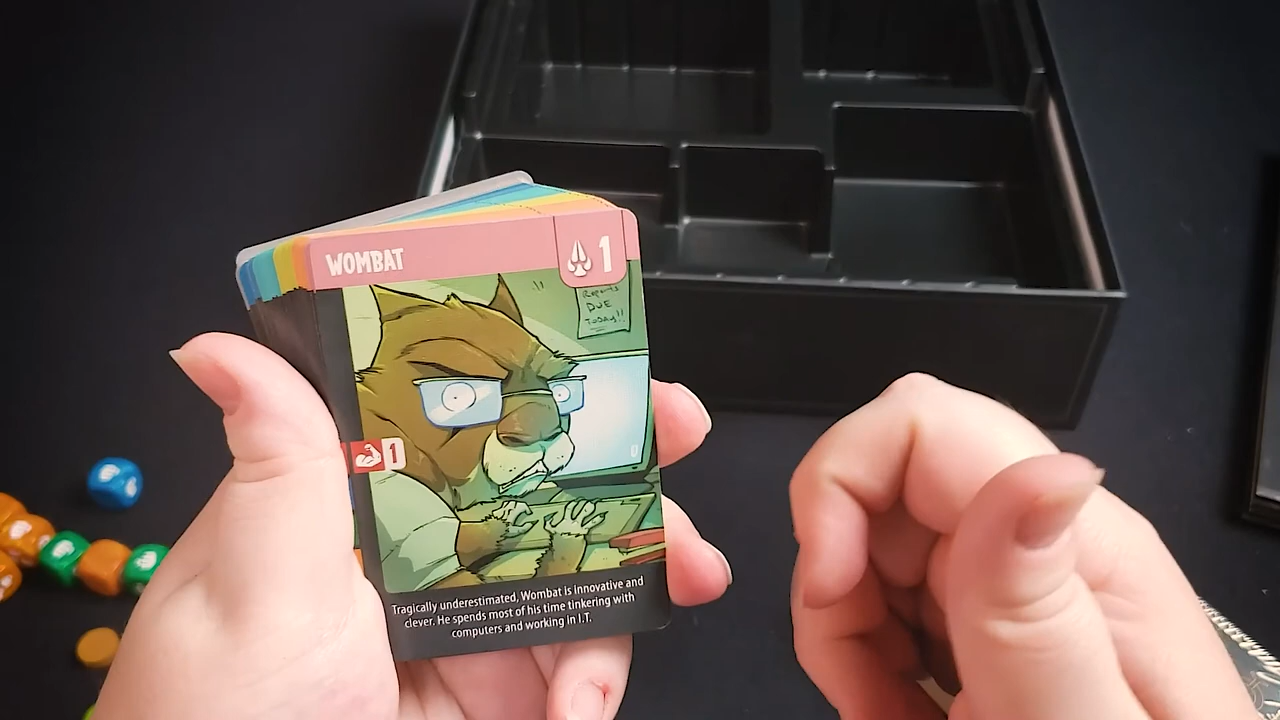 WOMBAT
1
Reports
DUE
TODAY!!
1
Tragically underestimated, Wombat is innovative and
clever. He spends most of his time tinkering with
computers and working in I.T.